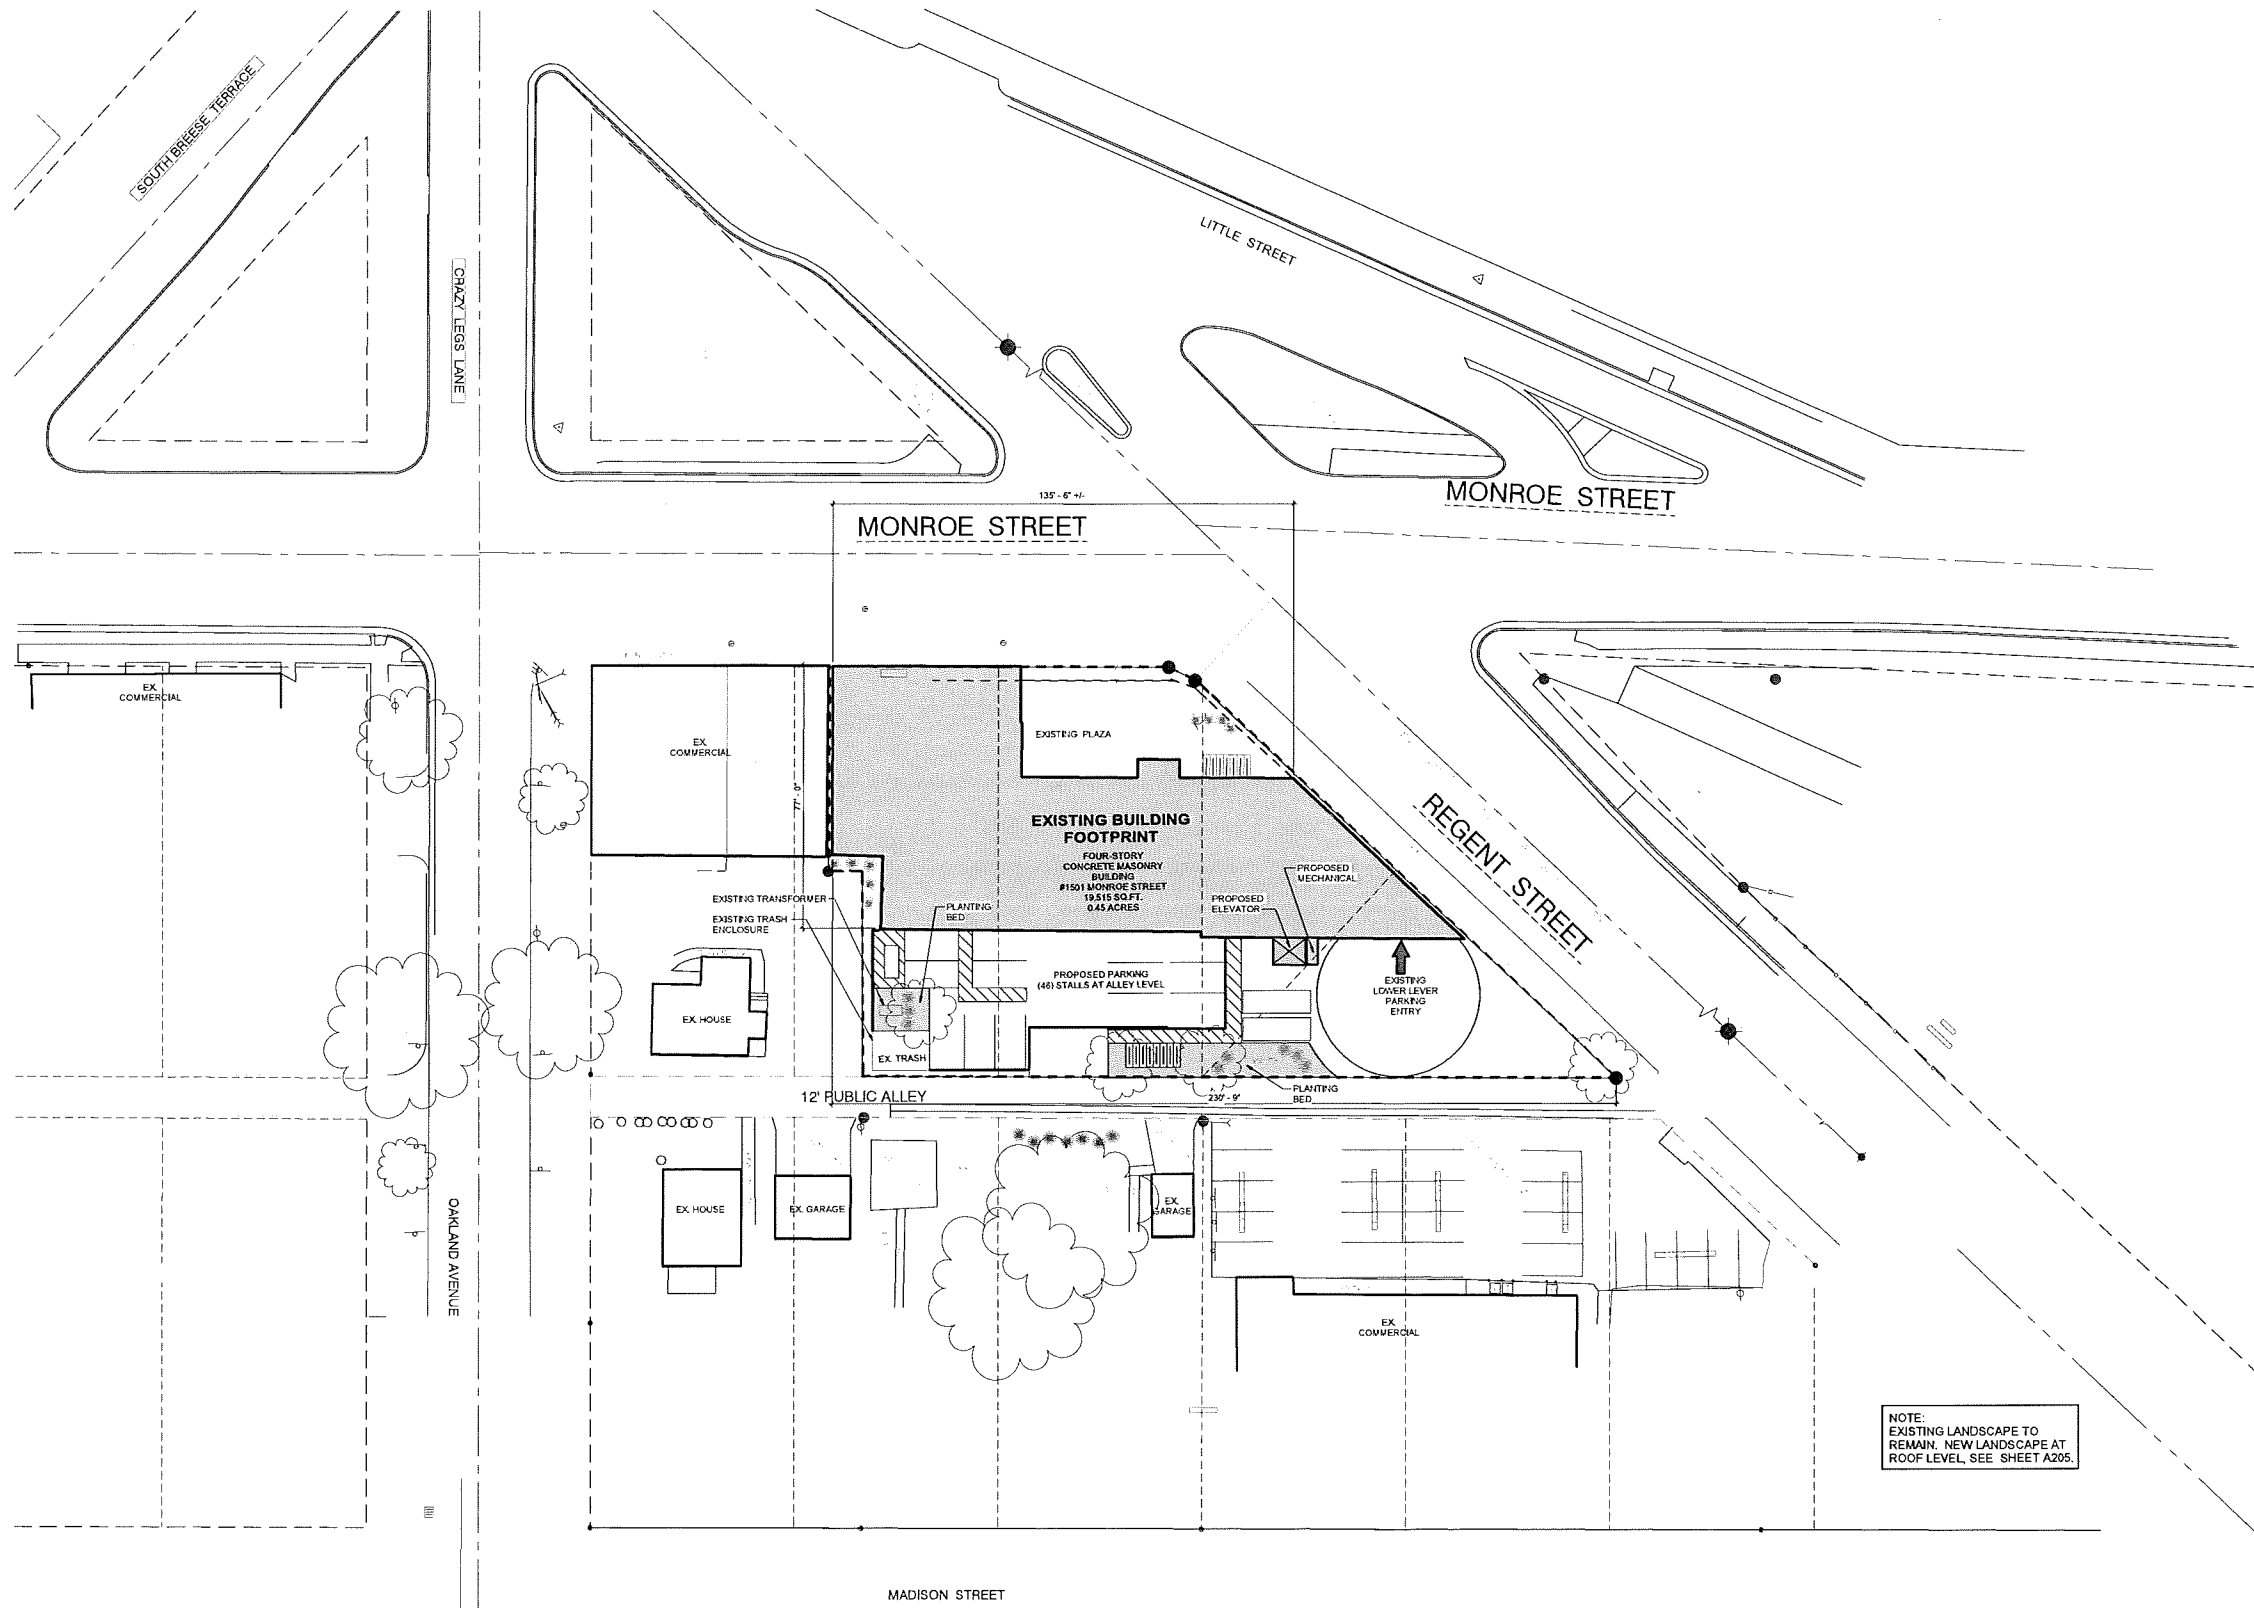 SOUTH BREESE TERRACE
CRAZY LEGS LANE
LITTLE STREET
MONROE STREET
135' - 6" +/-
MONROE STREET
EX.
COMMERCIAL
EX.
COMMERCIAL
EXISTING PLAZA
77' - 0"
EXISTING BUILDING
FOOTPRINT
FOUR-STORY
CONCRETE MASONRY
BUILDING
#1501 MONROE STREET
19,515 SQ.FT.
0.45 ACRES
REGENT STREET
PROPOSED
MECHANICAL
PROPOSED
ELEVATOR
EXISTING TRANSFORMER
EXISTING TRASH
ENCLOSURE
PLANTING
BED
PROPOSED PARKING
(46) STALLS AT ALLEY LEVEL
EXISTING
LOWER LEVER
PARKING
ENTRY
EX. HOUSE
EX. TRASH
PLANTING
BED
12' PUBLIC ALLEY
230' - 9"
OAKLAND AVENUE
EX. HOUSE
EX. GARAGE
EX.
GARAGE
EX.
COMMERCIAL
NOTE:
EXISTING LANDSCAPE TO
REMAIN. NEW LANDSCAPE AT
ROOF LEVEL, SEE SHEET A205.
MADISON STREET